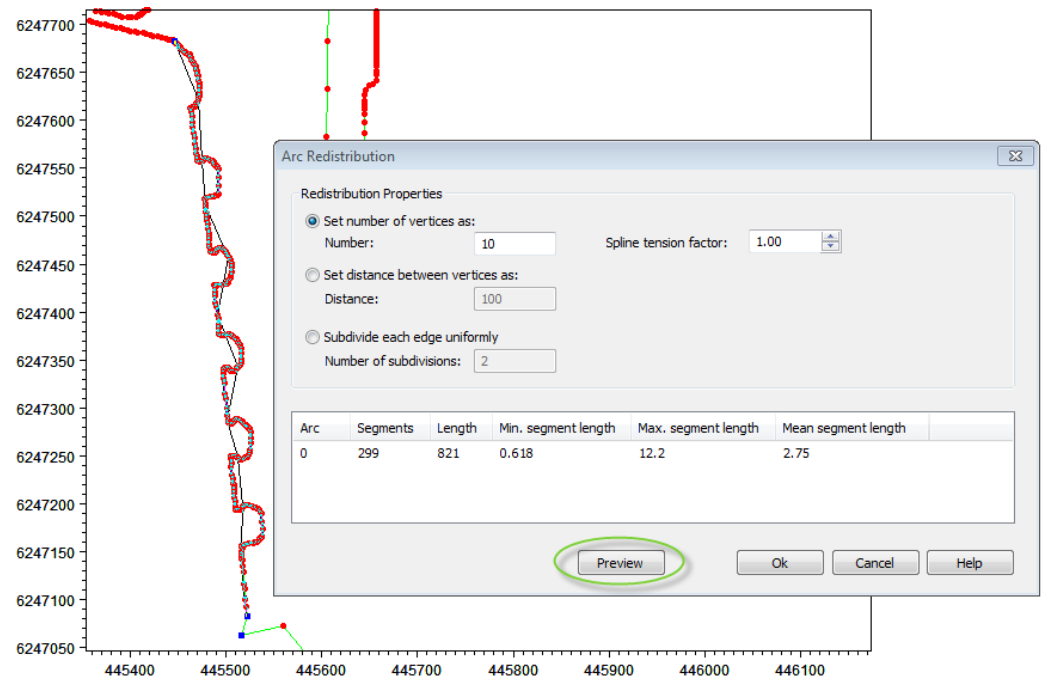 6247700
6247650
6247600
6247550
6247500
6247450
6247400
6247350
6247300
6247250
6247200
6247150
6247100
6247050
445400 445500 445600 445700 445800 445900 446000 446100
Arc Redistribution
Redistribution Properties
Set number of vertices as:
Number: 10 Spline tension factor: 1.00
Set distance between vertices as:
Distance: 100
Subdivide each edge uniformly
Number of subdivisions: 2
Arc Segments Length Min. segment length Max. segment length Mean segment length
0 299 821 0.618 12.2 2.75
Preview Ok Cancel Help